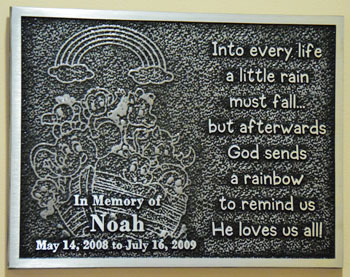 Into every life
a little rain
must fall...
but afterwards
God sends
a rainbow
to remind us
He loves us all!
In Memory of
Noah
May 14, 2008 to July 16, 2009